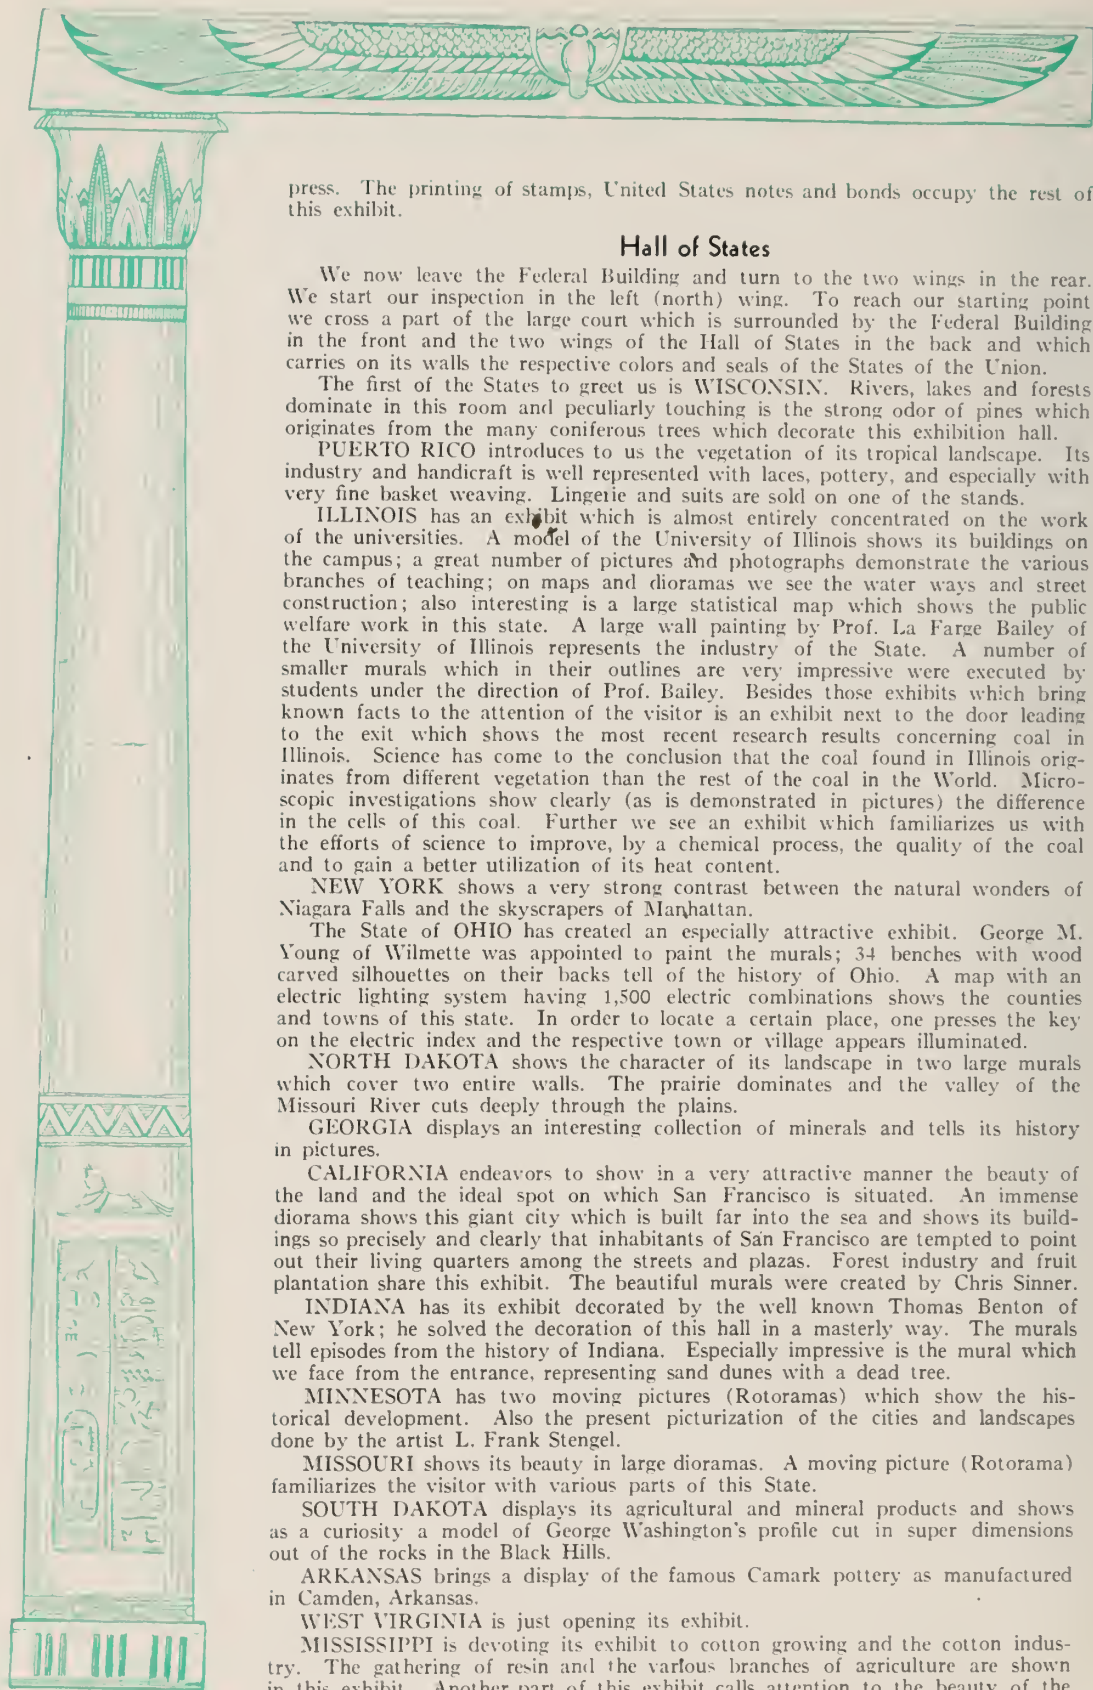 press. The printing of stamps, United States notes and bonds occupy the rest of
this exhibit.
Hall of States
We now leave the Federal Building and turn to the two wings in the rear.
We start our inspection in the left (north) wing. To reach our starting point
we cross a part of the large court which is surrounded by the Federal Building
in the front and the two wings of the Hall of States in the back and which
carries on its walls the respective colors and seals of the States of the Union.
The first of the States to greet us is WISCONSIN. Rivers, lakes and forests
dominate in this room and peculiarly touching is the strong odor of pines which
originates from the many coniferous trees which decorate this exhibition hall.
PUERTO RICO introduces to us the vegetation of its tropical landscape. Its
industry and handicraft is well represented with laces, pottery, and especially with
very fine basket weaving. Lingerie and suits are sold on one of the stands.
ILLINOIS has an exhibit which is almost entirely concentrated on the work
of the universities. A model of the University of Illinois shows its buildings on
the campus; a great number of pictures and photographs demonstrate the various
branches of teaching; on maps and dioramas we see the water ways and street
construction; also interesting is a large statistical map which shows the public
welfare work in this state. A large wall painting by Prof. La Farge Bailey of
the University of Illinois represents the industry of the State. A number of
smaller murals which in their outlines are very impressive were executed by
students under the direction of Prof. Bailey. Besides those exhibits which bring
known facts to the attention of the visitor is an exhibit next to the door leading
to the exit which shows the most recent research results concerning coal in
Illinois. Science has come to the conclusion that the coal found in Illinois orig-
inates from different vegetation than the rest of the coal in the World. Micro-
scopic investigations show clearly (as is demonstrated in pictures) the difference
in the cells of this coal. Further we see an exhibit which familiarizes us with
the efforts of science to improve, by a chemical process, the quality of the coal
and to gain a better utilization of its heat content.
NEW YORK shows a very strong contrast between the natural wonders of
Niagara Falls and the skyscrapers of Manhattan.
The State of OHIO has created an especially attractive exhibit. George M.
Young of Wilmette was appointed to paint the murals; 34 benches with wood
carved silhouettes on their backs tell of the history of Ohio. A map with an
electric lighting system having 1,500 electric combinations shows the counties
and towns of this state. In order to locate a certain place, one presses the key
on the electric index and the respective town or village appears illuminated.
NORTH DAKOTA shows the character of its landscape in two large murals
which cover two entire walls. The prairie dominates and the valley of the
Missouri River cuts deeply through the plains.
GEORGIA displays an interesting collection of minerals and tells its history
in pictures.
CALIFORNIA endeavors to show in a very attractive manner the beauty of
the land and the ideal spot on which San Francisco is situated. An immense
diorama shows this giant city which is built far into the sea and shows its build-
ings so precisely and clearly that inhabitants of San Francisco are tempted to point
out their living quarters among the streets and plazas. Forest industry and fruit
plantation share this exhibit. The beautiful murals were created by Chris Sinner.
INDIANA has its exhibit decorated by the well known Thomas Benton of
New York; he solved the decoration of this hall in a masterly way. The murals
tell episodes from the history of Indiana. Especially impressive is the mural which
we face from the entrance, representing sand dunes with a dead tree.
MINNESOTA has two moving pictures (Rotoramas) which show the his-
torical development. Also the present picturization of the cities and landscapes
done by the artist L. Frank Stengel.
MISSOURI shows its beauty in large dioramas. A moving picture (Rotorama)
familiarizes the visitor with various parts of this State.
SOUTH DAKOTA displays its agricultural and mineral products and shows
as a curiosity a model of George Washington's profile cut in super dimensions
out of the rocks in the Black Hills.
ARKANSAS brings a display of the famous Camark pottery as manufactured
in Camden, Arkansas.
WEST VIRGINIA is just opening its exhibit.
MISSISSIPPI is devoting its exhibit to cotton growing and the cotton indus-
try. The gathering of resin and the various branches of agriculture are shown
in this exhibit. Another part of this exhibit calls attention to the beauty of the